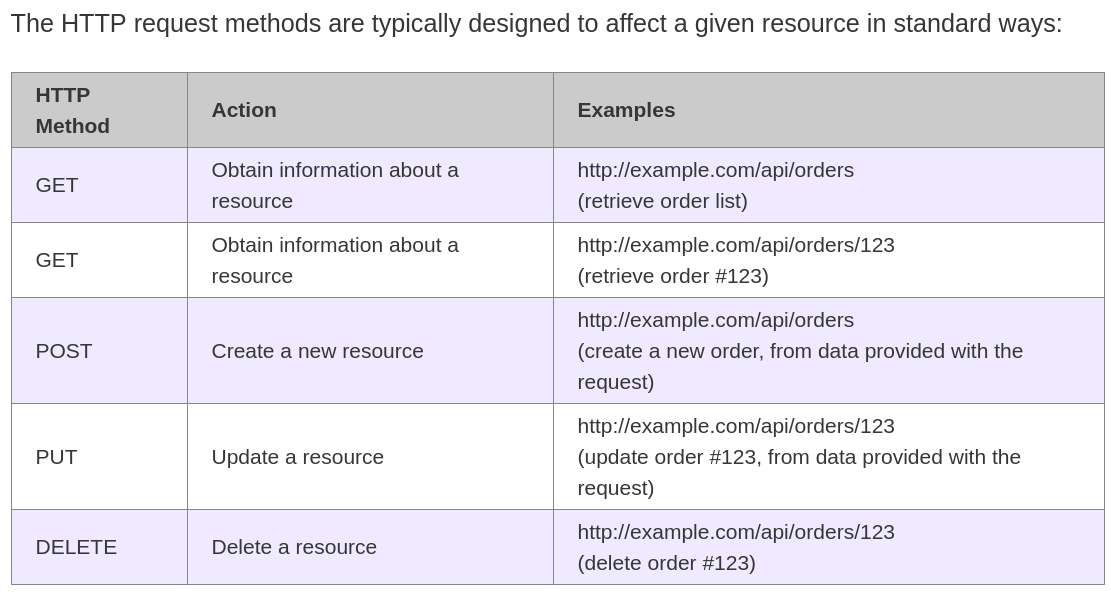 The HTTP request methods are typically designed to affect a given resource in standard ways:
HTTP
Method
Action
Examples
GET
Obtain information about a
resource
http://example.com/api/orders
(retrieve order list)
GET
Obtain information about a
resource
http://example.com/api/orders/123
(retrieve order #123)
POST
Create a new resource
http://example.com/api/orders
(create a new order, from data provided with the
request)
PUT
Update a resource
http://example.com/api/orders/123
(update order #123, from data provided with the
request)
DELETE
Delete a resource
http://example.com/api/orders/123
(delete order #123)